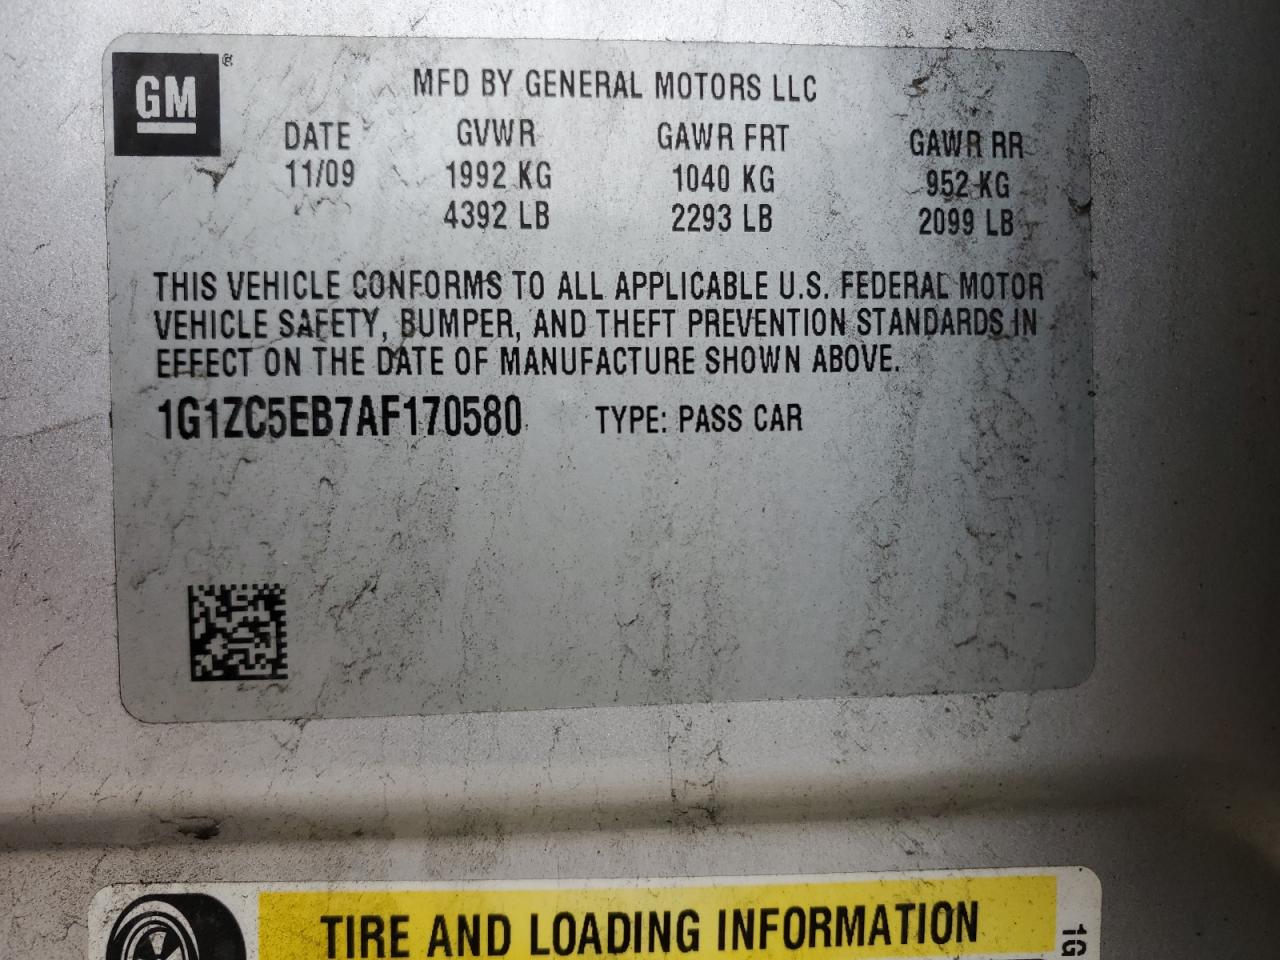 GM®
MFD BY GENERAL MOTORS LLC
DATE GVWR GAWR FRT GAWR RR
11/09 1992 KG 1040 KG 952 KG
4392 LB 2293 LB 2099 LB
THIS VEHICLE CONFORMS TO ALL APPLICABLE U.S. FEDERAL MOTOR
VEHICLE SAFETY, BUMPER, AND THEFT PREVENTION STANDARDS IN
EFFECT ON THE DATE OF MANUFACTURE SHOWN ABOVE.
1G1ZC5EB7AF170580 TYPE: PASS CAR
TIRE AND LOADING INFORMATION
1G